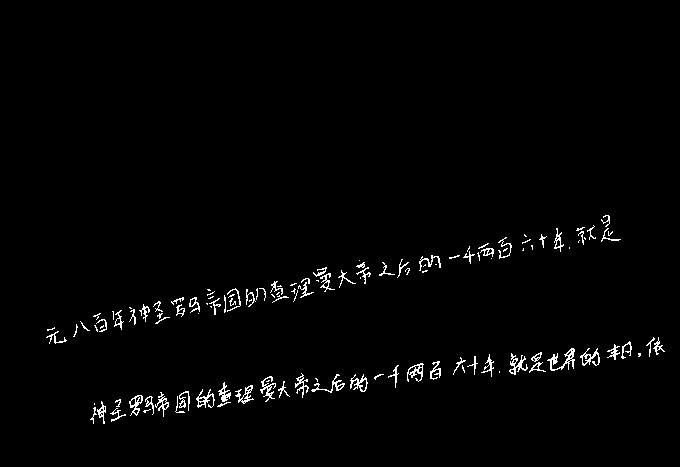 元八百年神圣罗马帝国的查理曼大帝之后的一千两百六十年,就是
神圣罗马帝国的查理曼大帝之后的一千两百六十年,就是世界的末日。依